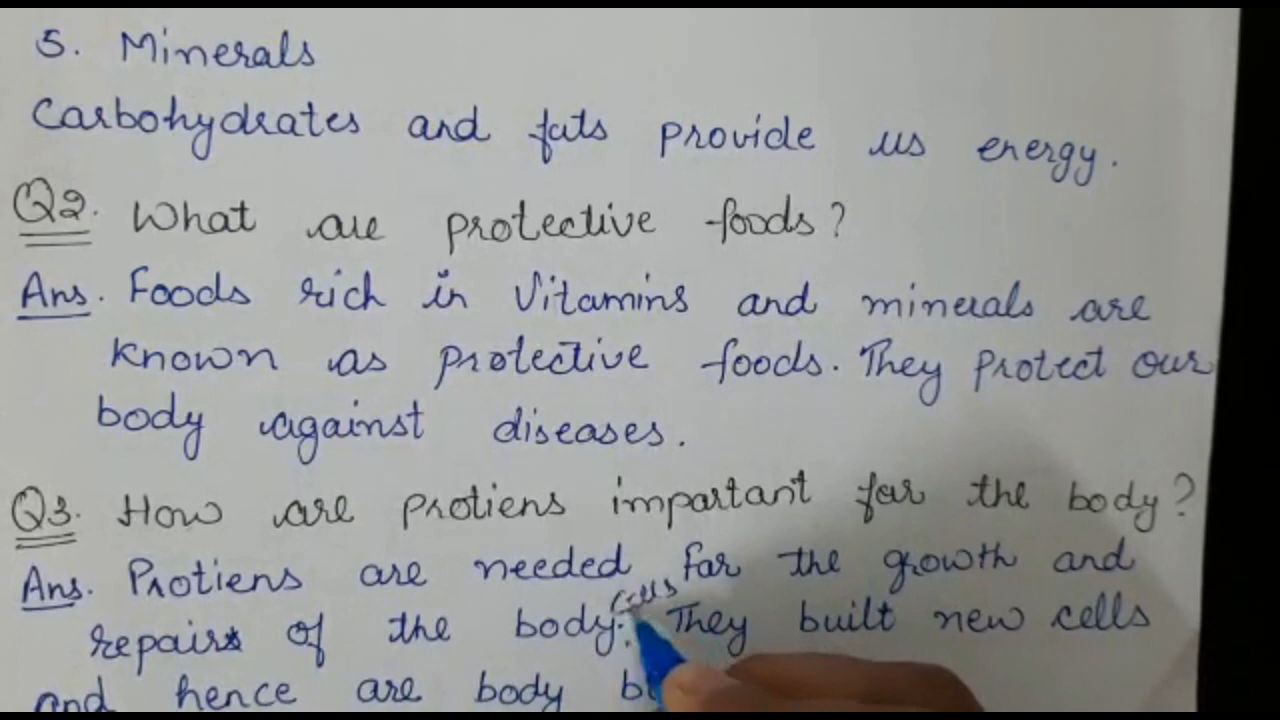 5. Minerals
Carbohydrates and fats provide us energy.
Q2. What are protective foods?
Ans. Foods rich in Vitamins and minerals are
known as protective foods. They protect our
body against diseases.
Q3. How are protiens important for the body?
Ans. Protiens are needed for the growth and
cells
repairs of the body. They built new cells
and hence are body